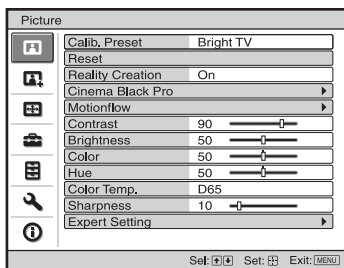 Picture
Calib. Preset Bright TV
Reset
Reality Creation On
Cinema Black Pro
Motionflow
Contrast 90
Brightness 50
Color 50
Hue 50
Color Temp. D65
Sharpness 10
Expert Setting
Sel: Set: Exit: MENU